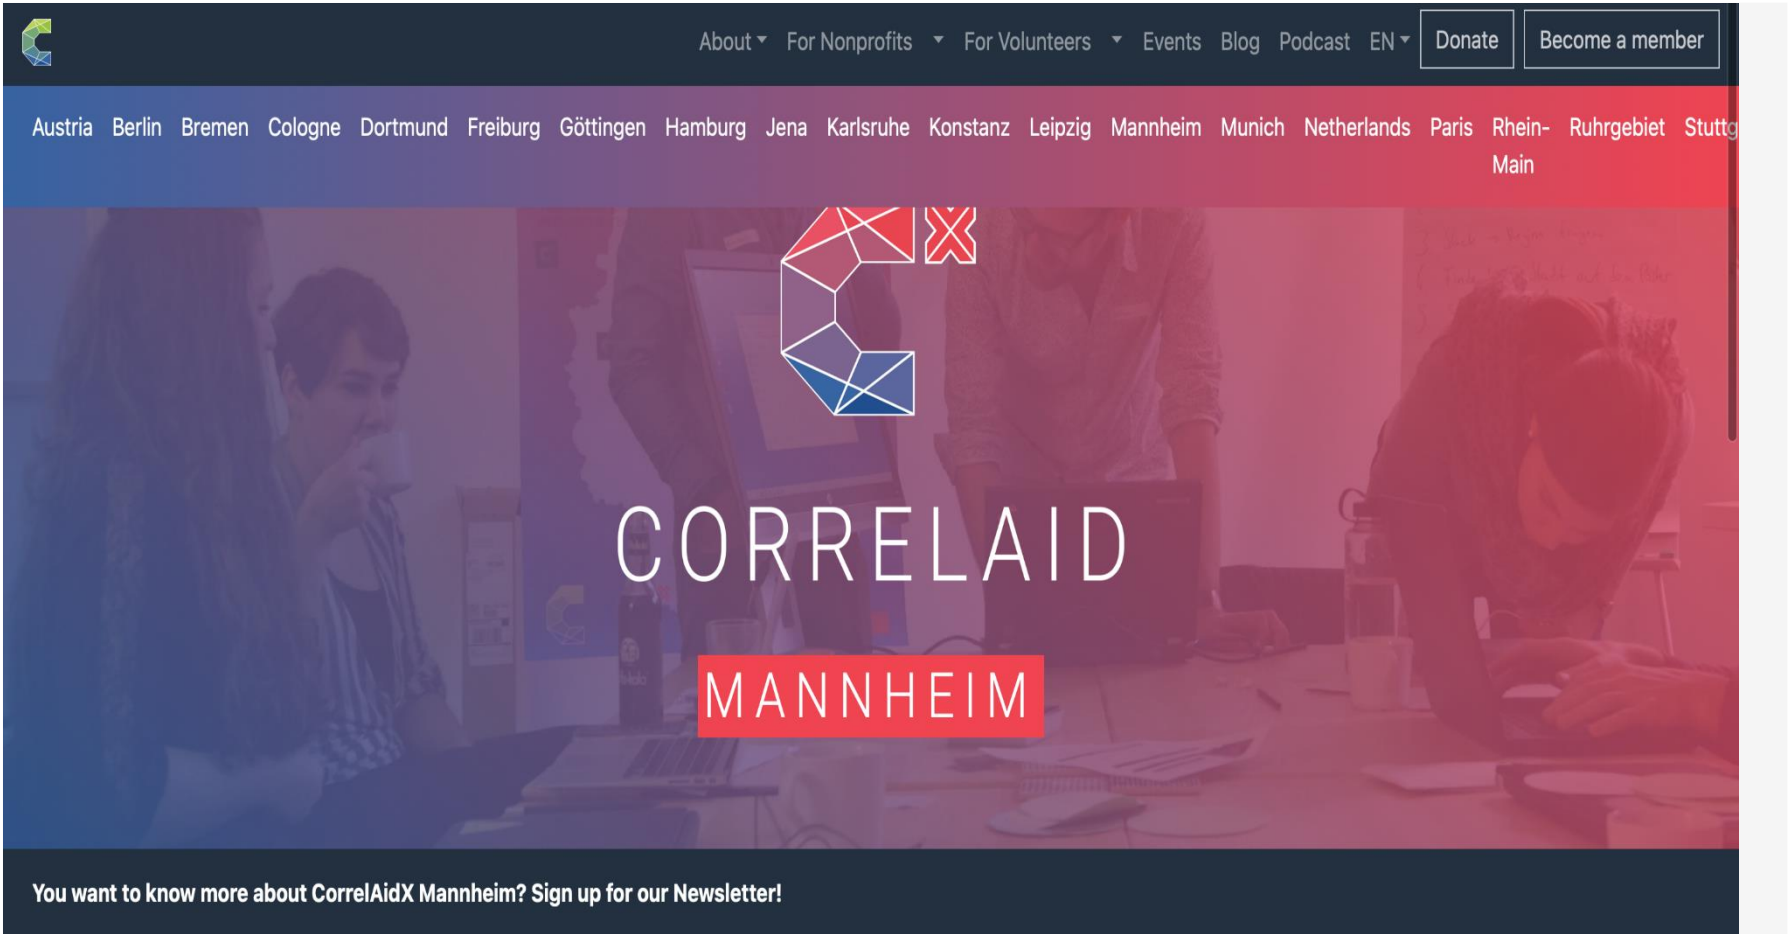 About For Nonprofits For Volunteers Events Blog Podcast EN Donate Become a member
Austria Berlin Bremen Cologne Dortmund Freiburg Göttingen Hamburg Jena Karlsruhe Konstanz Leipzig Mannheim Munich Netherlands Paris Rhein- Ruhrgebiet Stuttg
Main
X
CORRELAID
MANNHEIM
You want to know more about CorrelAidX Mannheim? Sign up for our Newsletter!